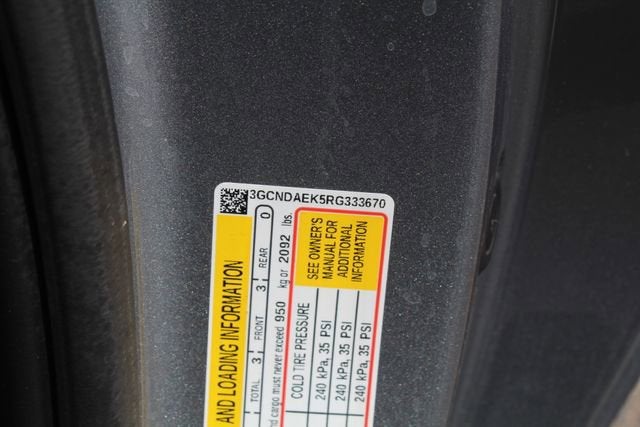 3GCNDAEK5RG333670
AND LOADING INFORMATION
TOTAL 3 FRONT 3 REAR 0
cargo must never exceed 950 kg or 2092 lbs.
SEE OWNER'S
MANUAL FOR
ADDITIONAL
INFORMATION
COLD TIRE PRESSURE
240 kPa, 35 PSI
240 kPa, 35 PSI
240 kPa, 35 PSI